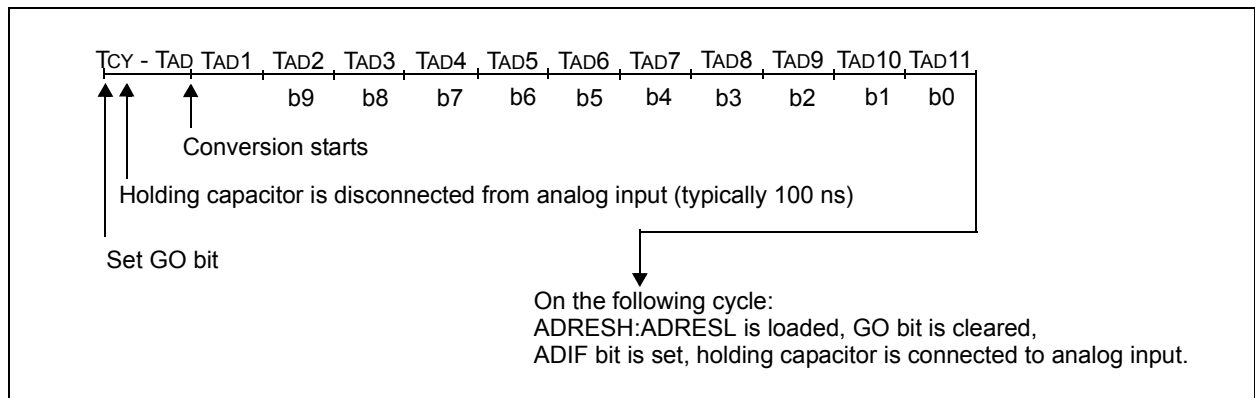 TCY - TAD TAD1 TAD2 TAD3 TAD4 TAD5 TAD6 TAD7 TAD8 TAD9 TAD10 TAD11
b9 b8 b7 b6 b5 b4 b3 b2 b1 b0
Conversion starts
Holding capacitor is disconnected from analog input (typically 100 ns)
Set GO bit
On the following cycle:
ADRESH:ADRESL is loaded, GO bit is cleared,
ADIF bit is set, holding capacitor is connected to analog input.